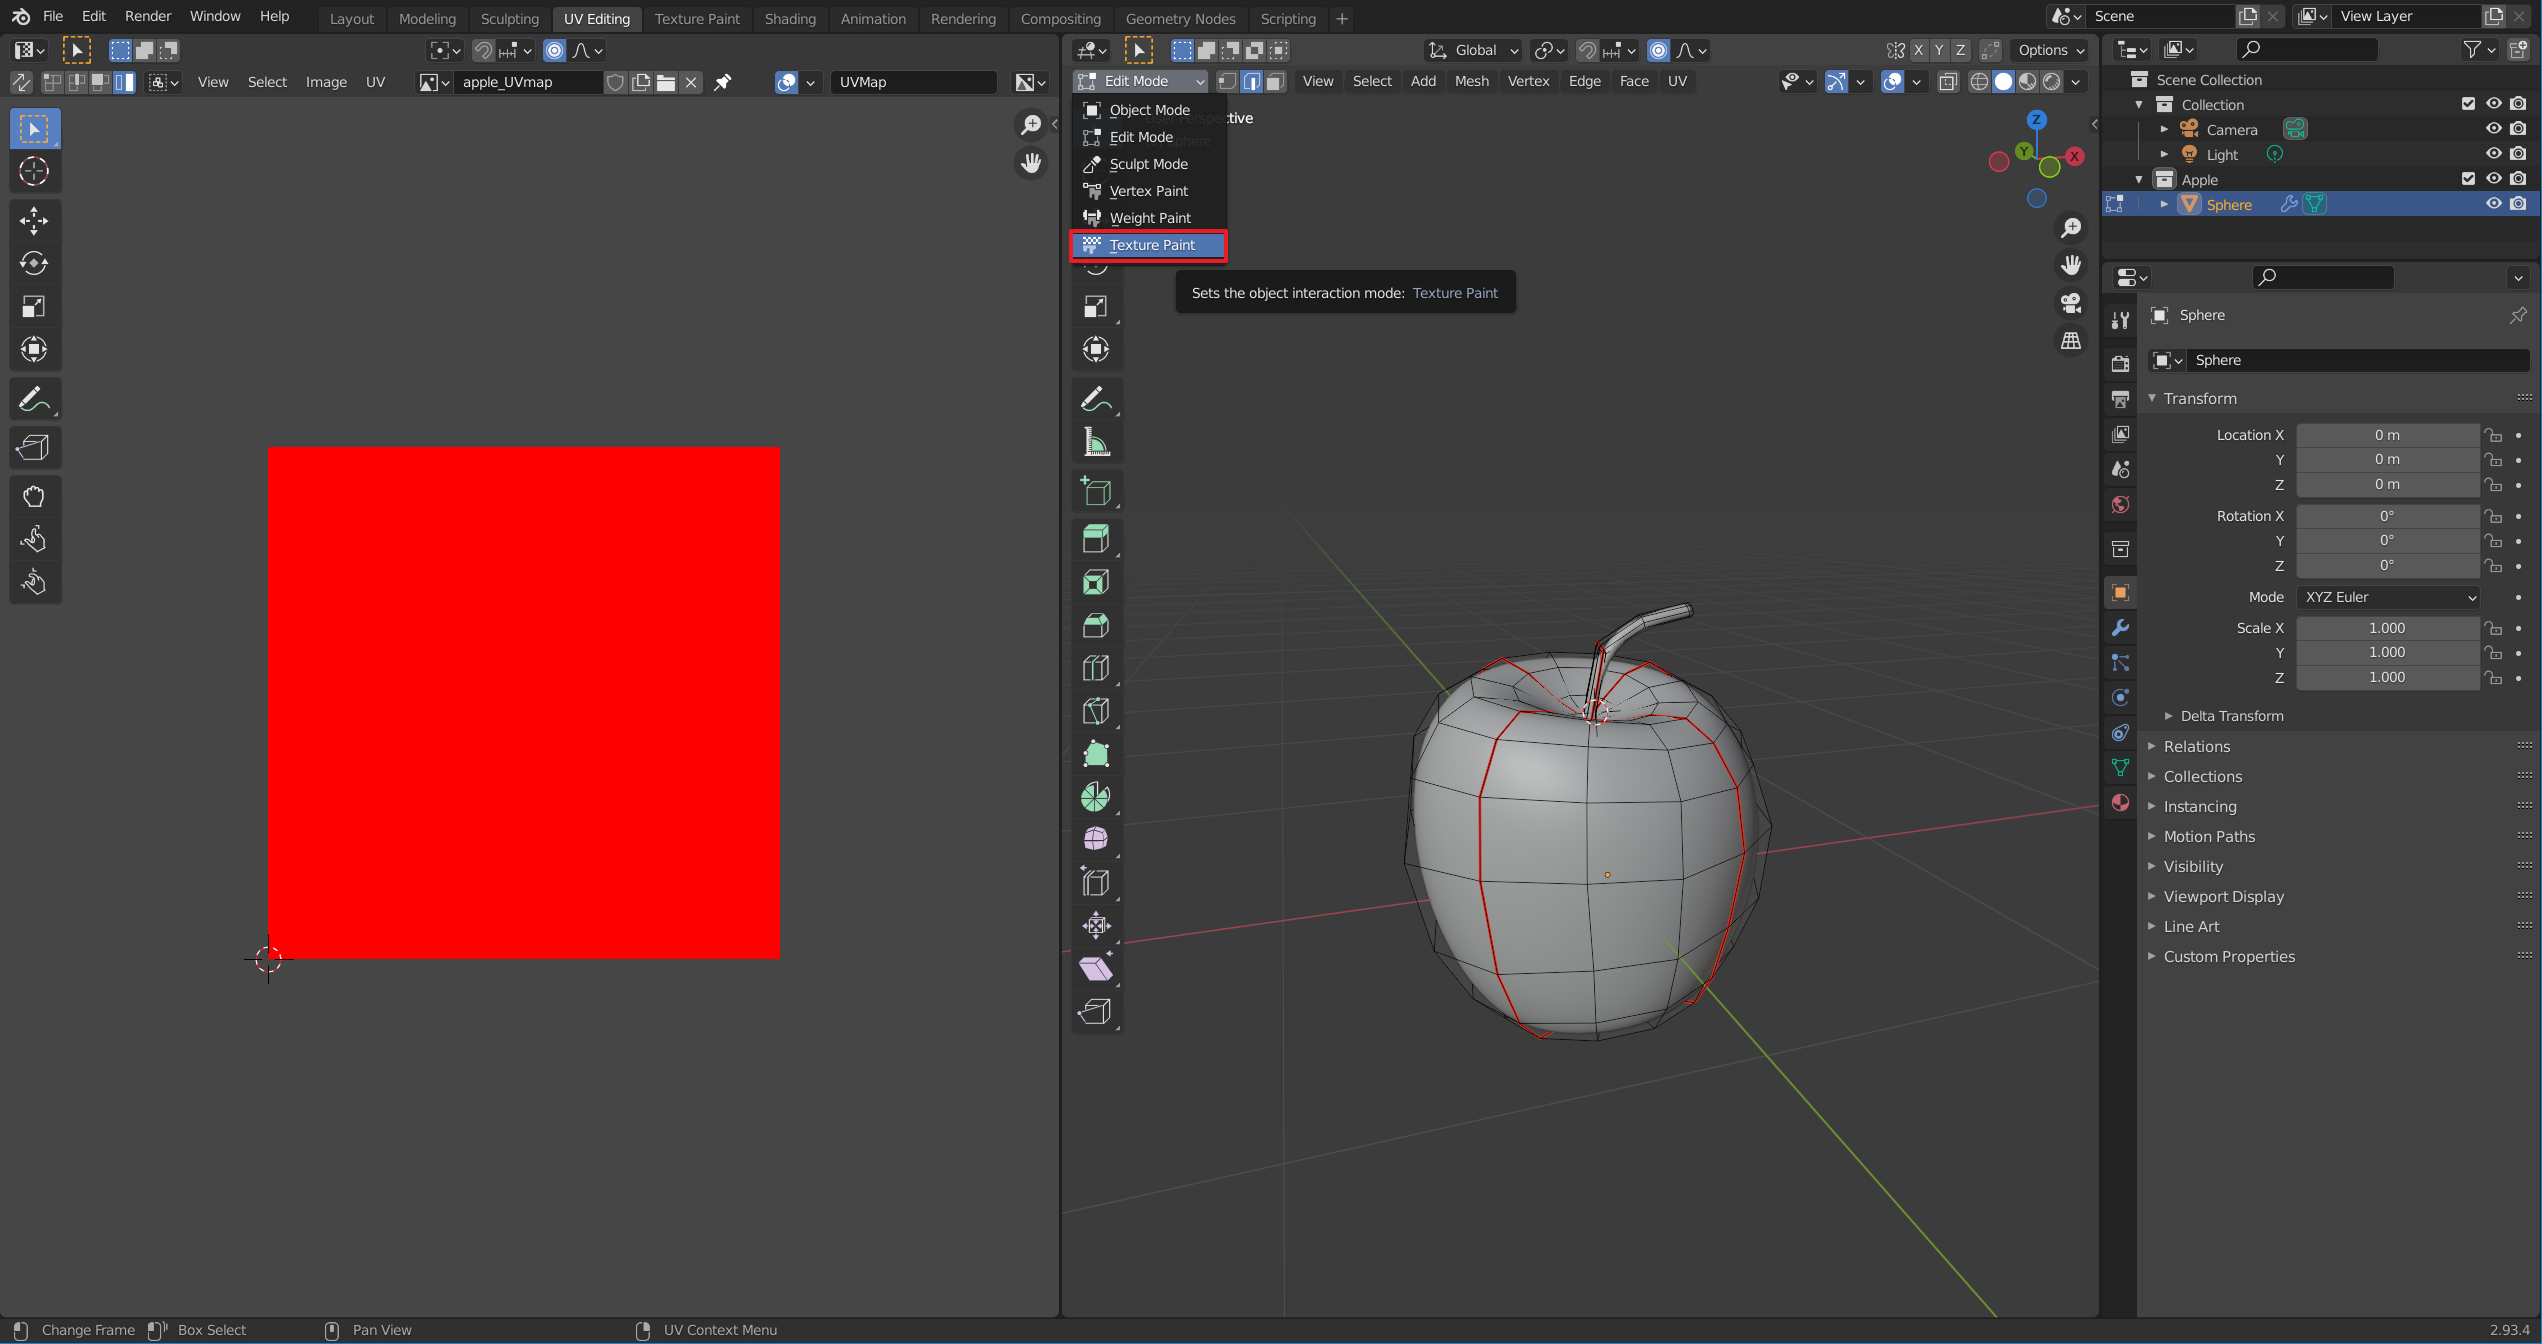 File Edit Render Window Help Layout Modeling Sculpting UV Editing Texture Paint Shading Animation Rendering Compositing Geometry Nodes Scripting + Scene View Layer
Global X Y Z Options
View Select Image UV apple_UVmap UVMap
Edit Mode View Select Add Mesh Vertex Edge Face UV
Object Mode
Edit Mode
Sculpt Mode
Vertex Paint
Weight Paint
Texture Paint
Sets the object interaction mode: Texture Paint
Z
Y
X
Scene Collection
Collection
Camera
Light
Apple
Sphere
Sphere
Sphere
Transform
Location X 0 m
Y 0 m
Z 0 m
Rotation X 0°
Y 0°
Z 0°
Mode XYZ Euler
Scale X 1.000
Y 1.000
Z 1.000
Delta Transform
Relations
Collections
Instancing
Motion Paths
Visibility
Viewport Display
Line Art
Custom Properties
Change Frame Box Select Pan View UV Context Menu 2.93.4